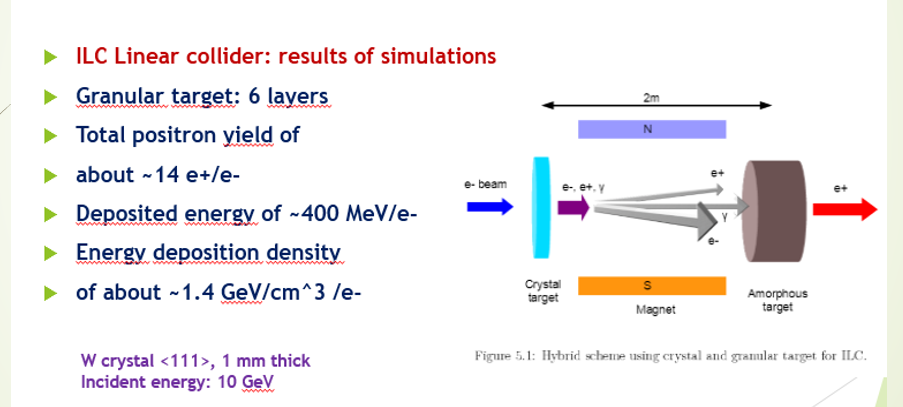 ILC Linear collider: results of simulations
Granular target: 6 layers
Total positron yield of
about ~14 e+/e-
Deposited energy of ~400 MeV/e-
Energy deposition density
of about ~1.4 GeV/cm^3 /e-
W crystal <111>, 1 mm thick
Incident energy: 10 GeV
2m
N
e- beam
e-, e+, γ
e+
γ
e-
e+
Crystal
target
S
Magnet
Amorphous
target
Figure 5.1: Hybrid scheme using crystal and granular target for ILC.